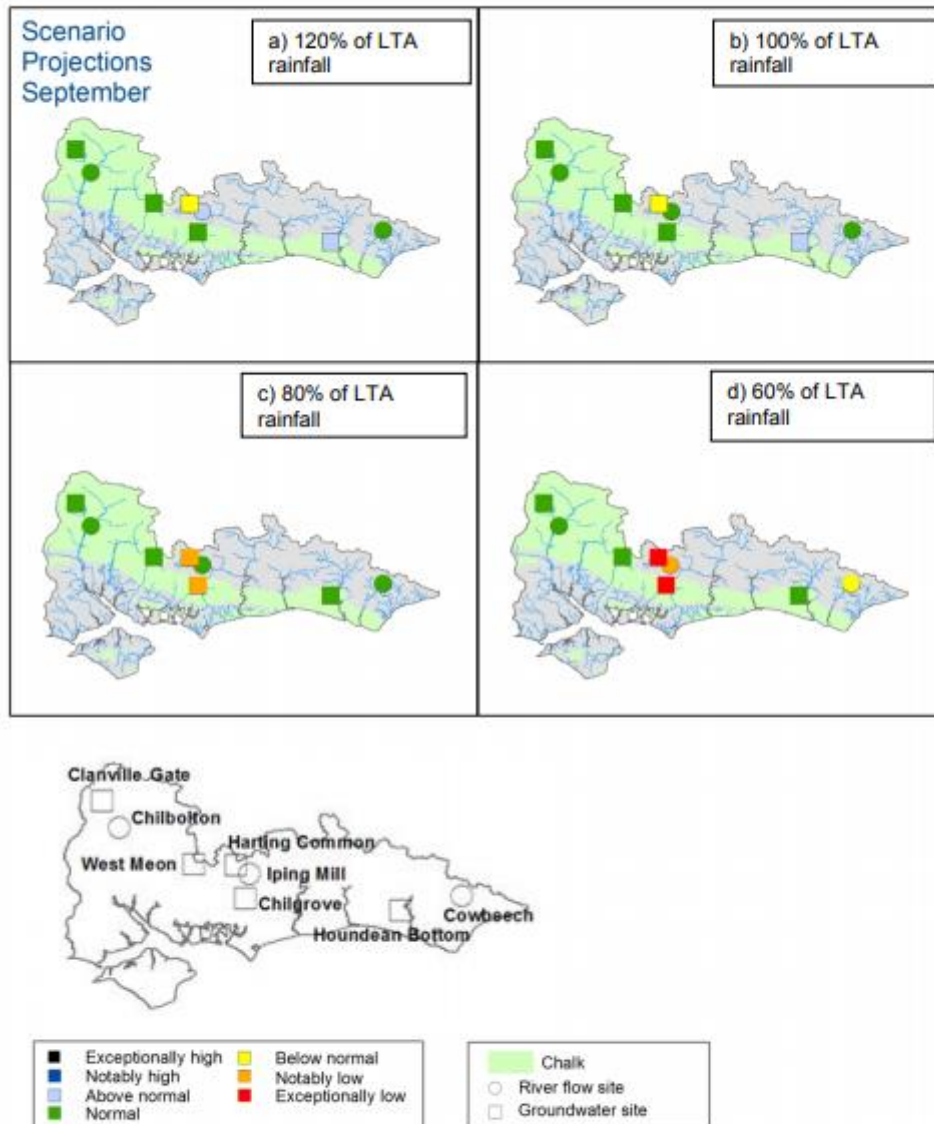 Scenario
Projections
September
a) 120% of LTA
rainfall
b) 100% of LTA
rainfall
c) 80% of LTA
rainfall
d) 60% of LTA
rainfall
Clanville Gate
Chilbolton
Harting Common
West Meon
Iping Mill
Chilgrove
Cowbeech
Houndean Bottom
Exceptionally high
Notably high
Above normal
Normal
Below normal
Notably low
Exceptionally low
Chalk
River flow site
Groundwater site